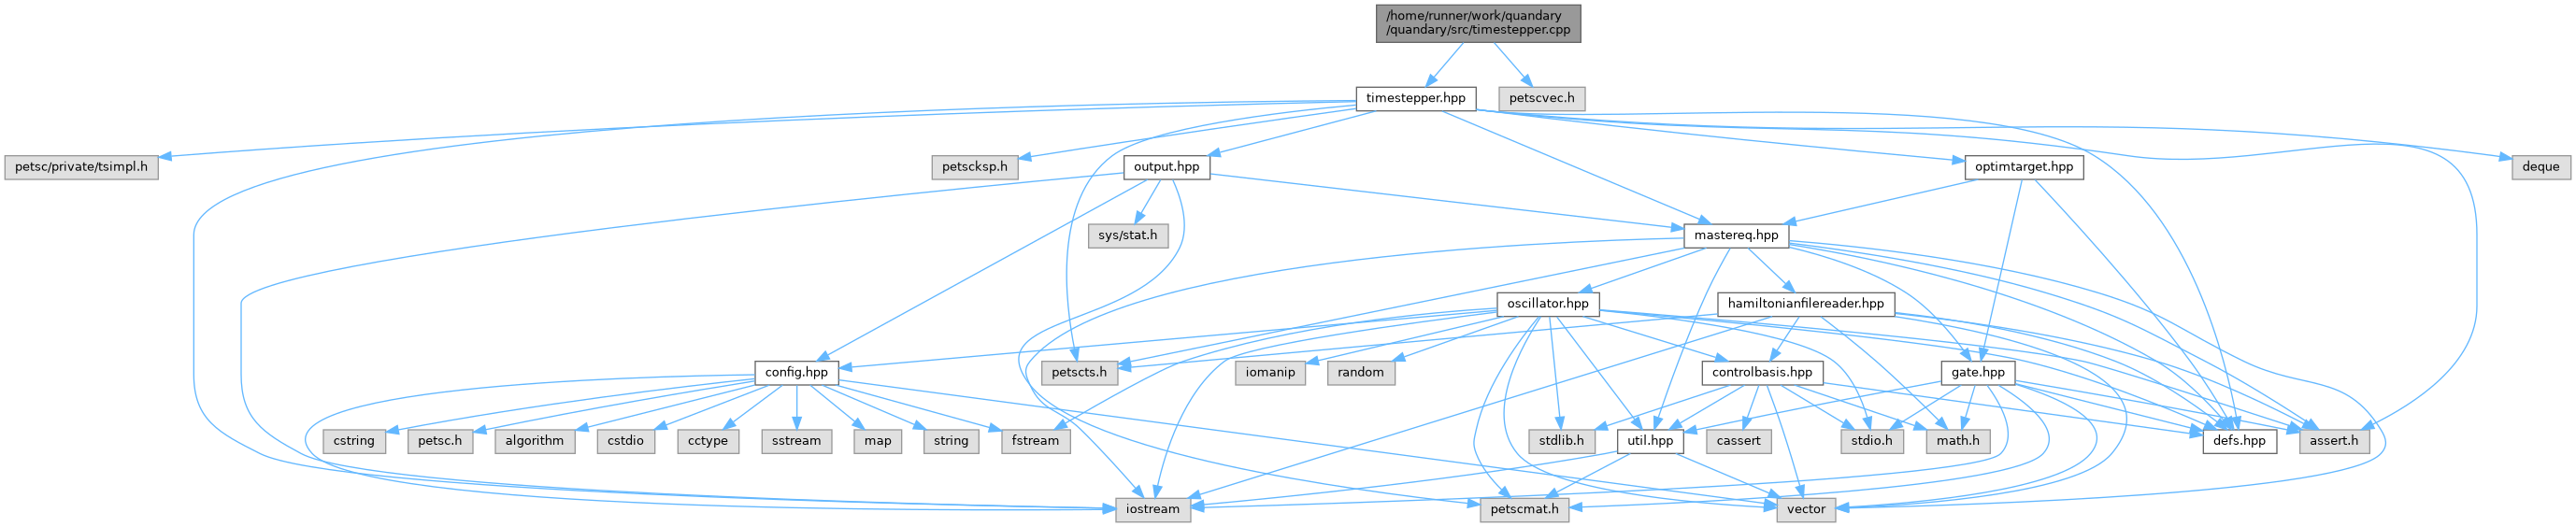 /home/runner/work/quandary
/quandary/src/timestepper.cpp
timestepper.hpp
petscvec.h
petsc/private/tsimpl.h
petscksp.h
output.hpp
optimtarget.hpp
deque
sys/stat.h
mastereq.hpp
oscillator.hpp
hamiltonianfilereader.hpp
config.hpp
petscts.h
iomanip
random
controlbasis.hpp
gate.hpp
cstring
petsc.h
algorithm
cstdio
cctype
sstream
map
string
fstream
stdlib.h
util.hpp
cassert
stdio.h
math.h
defs.hpp
assert.h
iostream
petscmat.h
vector